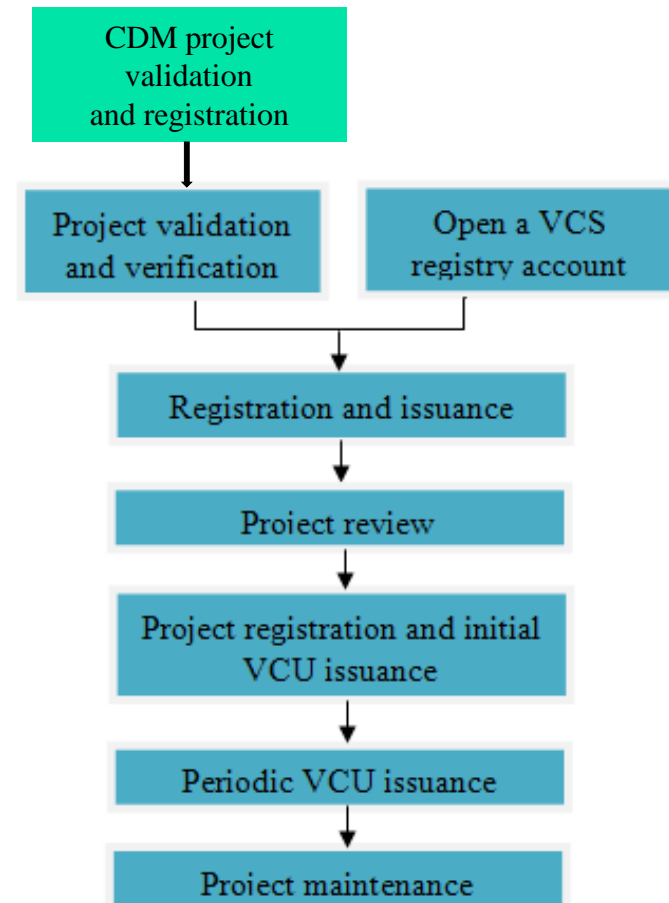 CDM project
validation
and registration
Project validation
and verification
Open a VCS
registry account
Registration and issuance
Project review
Project registration and initial
VCU issuance
Periodic VCU issuance
Project maintenance